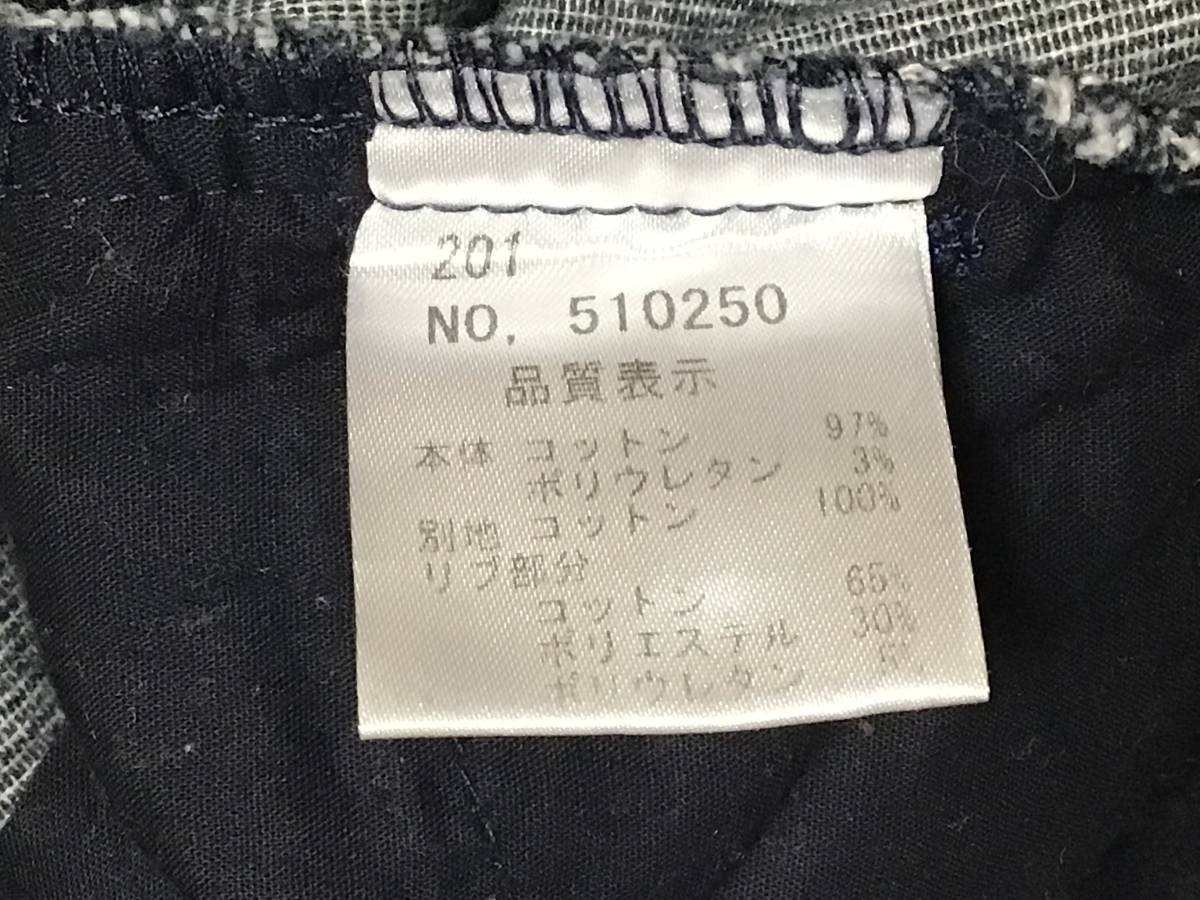 201
NO. 510250
品質表示
本体 コットン 97%
ポリウレタン 3%
別地 コットン 100%
リブ部分
コットン 65%
ポリエステル 30%
ポリウレタン 5%